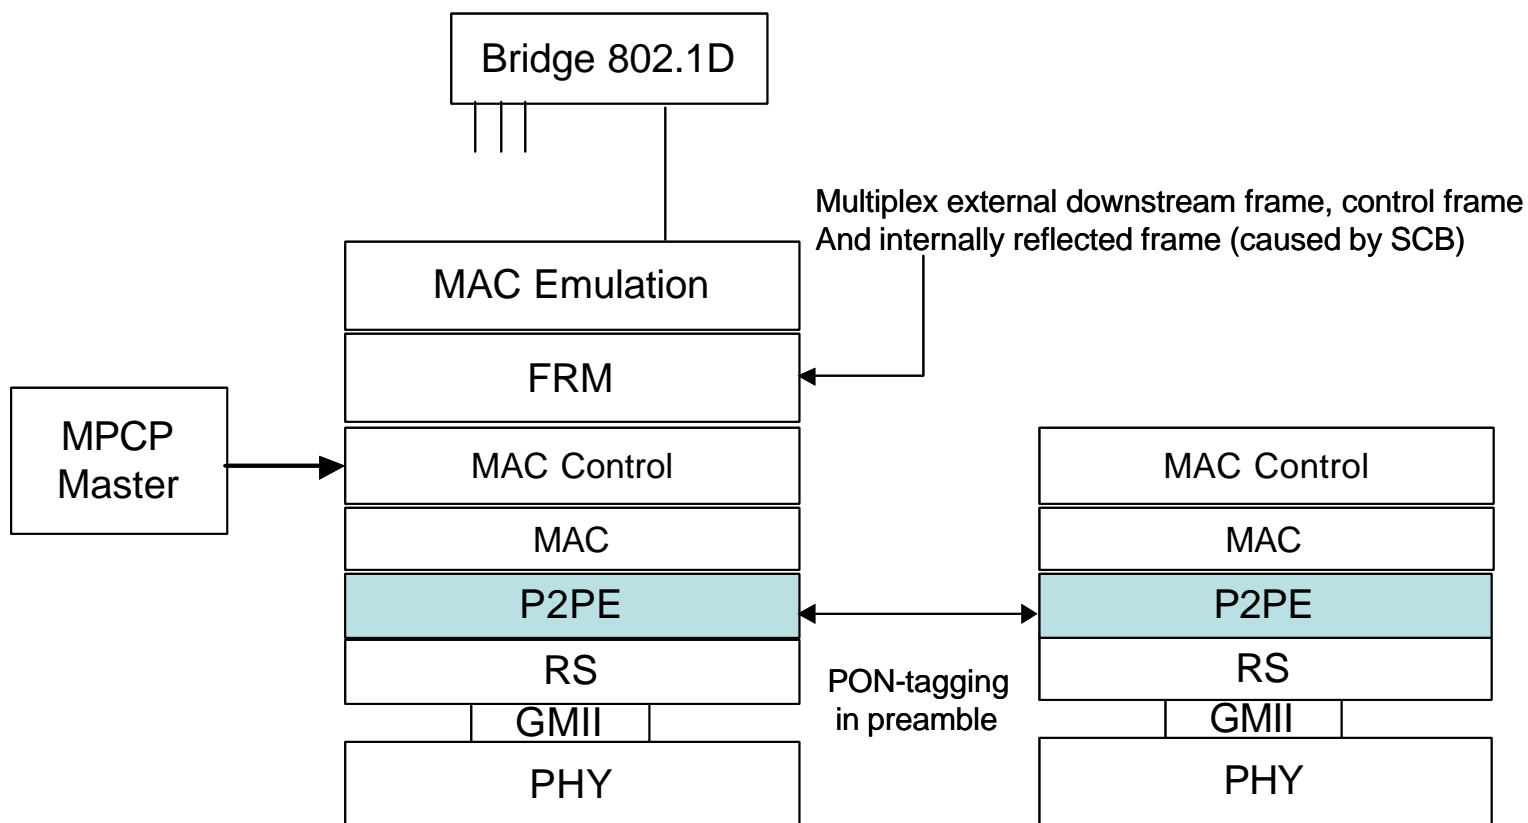 Bridge 802.1D
Multiplex external downstream frame, control frame
And internally reflected frame (caused by SCB)
MAC Emulation
FRM
MPCP
Master
MAC Control
MAC
P2PE
RS
GMII
PHY
PON-tagging
in preamble
MAC Control
MAC
P2PE
RS
GMII
PHY